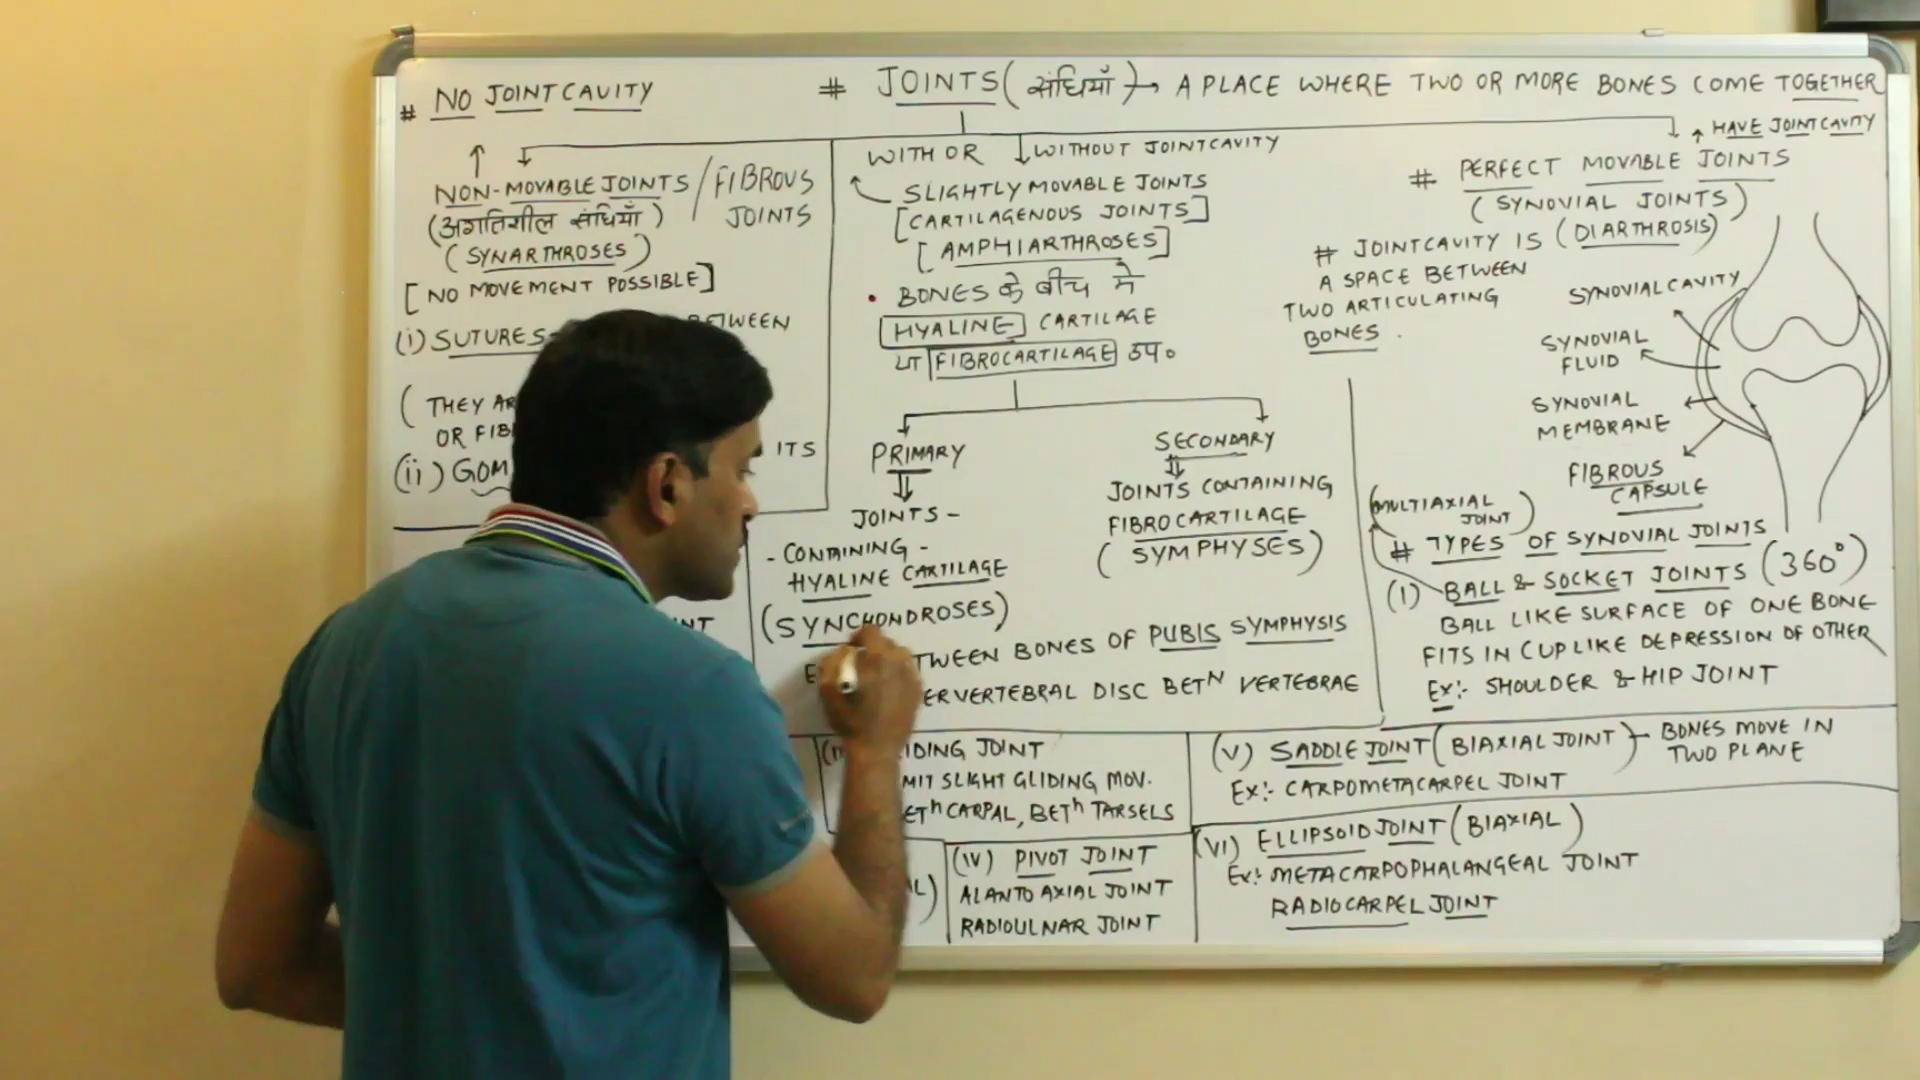 # NO JOINT CAVITY
# JOINTS (संधियाँ) → A PLACE WHERE TWO OR MORE BONES COME TOGETHER
NON-MOVABLE JOINTS / FIBROUS JOINTS
(अगतिशील संधियाँ)
(SYNARTHROSES)
[NO MOVEMENT POSSIBLE]
(i) SUTURES- BETWEEN
(THEY
OR
ITS
(ii)
WITH OR WITHOUT JOINT CAVITY
SLIGHTLY MOVABLE JOINTS
[CARTILAGENOUS JOINTS]
[AMPHIARTHROSES]
• BONES के बीच मे
HYALINE CARTILAGE
या FIBROCARTILAGE उप०
PRIMARY
JOINTS -
- CONTAINING -
HYALINE CARTILAGE
(SYNCHONDROSES)
SECONDARY
JOINTS CONTAINING
FIBROCARTILAGE
(SYMPHYSES)
BONES OF PUBIS SYMPHYSIS
DISC BETN VERTEBRAE
HAVE JOINT CAVITY
# PERFECT MOVABLE JOINTS
(SYNOVIAL JOINTS)
(DIARTHROSIS)
# JOINT CAVITY IS
A SPACE BETWEEN
TWO ARTICULATING
BONES.
SYNOVIAL CAVITY
SYNOVIAL
FLUID
SYNOVIAL
MEMBRANE
FIBROUS
CAPSULE
(MULTIAXIAL
JOINT)
# TYPES OF SYNOVIAL JOINTS
(I) BALL & SOCKET JOINTS (360°)
BALL LIKE SURFACE OF ONE BONE
FITS IN CUP LIKE DEPRESSION OF OTHER
Ex:- SHOULDER & HIP JOINT
JOINT
SLIGHT GLIDING MOV.
CARPAL, BETh TARSELS
(IV) PIVOT JOINT
ALANTO AXIAL JOINT
RADIOULNAR JOINT
(V) SADDLE JOINT (BIAXIAL JOINT) - BONES MOVE IN
TWO PLANE
Ex:- CARPOMETACARPEL JOINT
(VI) ELLIPSOID JOINT (BIAXIAL)
Ex:- METACARPOPHALANGEAL JOINT
RADIOCARPEL JOINT